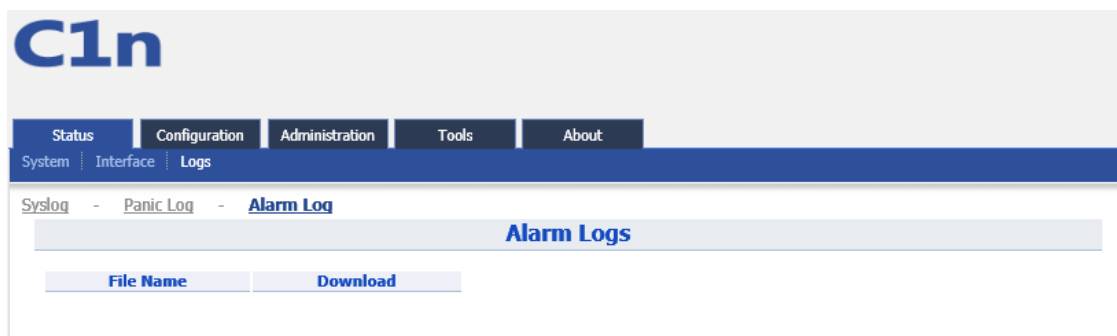 C1n
Status Configuration Administration Tools About
System Interface Logs
Syslog - Panic Log - Alarm Log
Alarm Logs
File Name Download